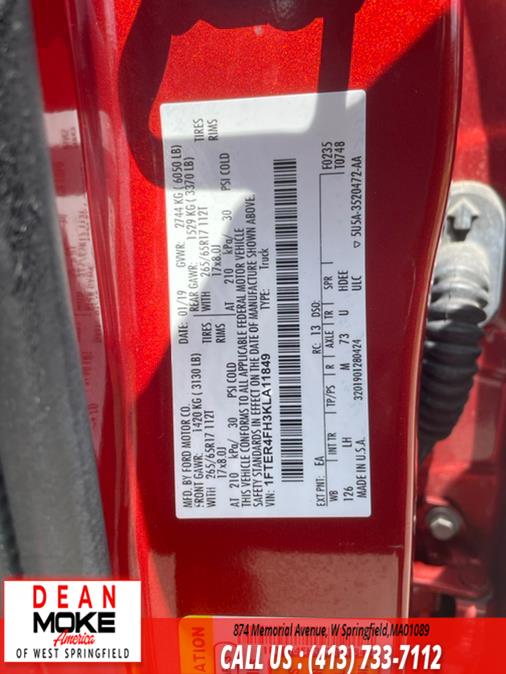 MFD. BY FORD MOTOR CO.
DATE: 01/19 GVWR: 2744 KG (6050 LB)
FRONT GAWR: 1420 KG (3130 LB) REAR GAWR: 1529 KG (3370 LB)
WITH 265/65R17 112T TIRES WITH 265/65R17 112T TIRES
17x8.0J RIMS 17x8.0J RIMS
AT 210 kPa/ 30 PSI COLD AT 210 kPa/ 30 PSI COLD
THIS VEHICLE CONFORMS TO ALL APPLICABLE FEDERAL MOTOR VEHICLE
SAFETY STANDARDS IN EFFECT ON THE DATE OF MANUFACTURE SHOWN ABOVE.
VIN: 1FTER4FH3KLA11849 TYPE: Truck
F0235
T0748
EXT PNT: EA RC: 13 DSO:
WB INT TR TP/PS R AXLE TR SPR
126 LH M 73 U HDEE
ULC
MADE IN U.S.A. 3201901280424
5U5A-3520472-AA
DEAN
MOKE
America
OF WEST SPRINGFIELD
874 Memorial Avenue, W Springfield,MA01089
CALL US : (413) 733-7112